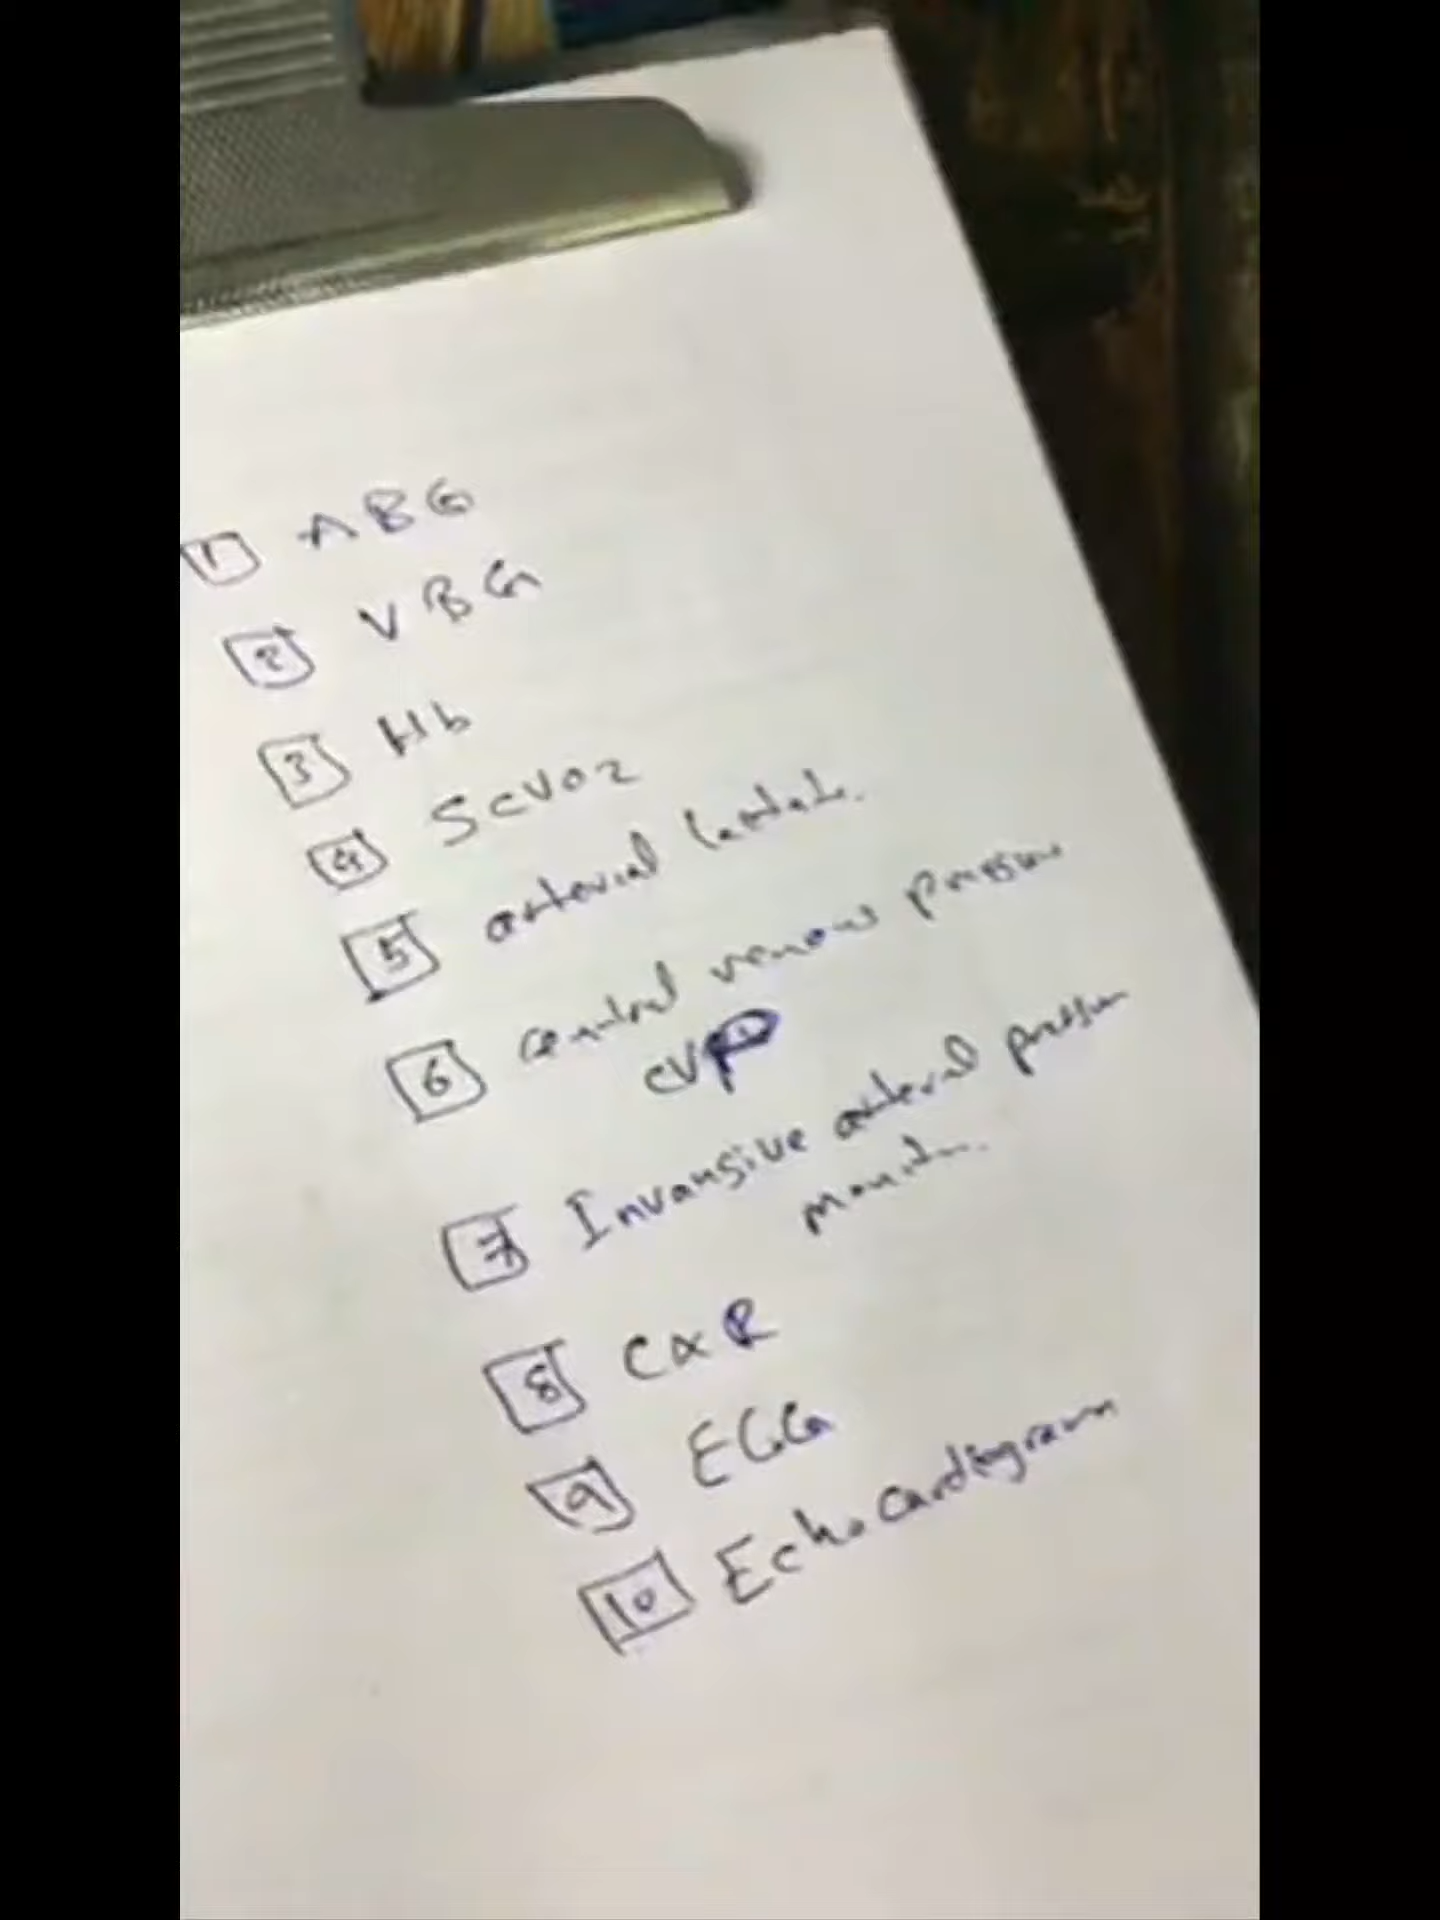 1 ABG
2 VBG
3 Hb
4 ScVO2
5 arterial lactate.
6 central venous pressure
CVP
7 Invansive arterial pressure
monitor.
8 CXR
9 ECG
10 Echocardiogram